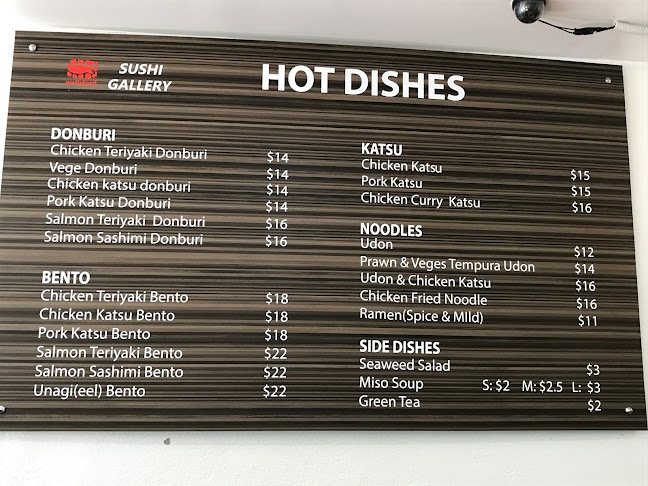 SUSHI
GALLERY
HOT DISHES
DONBURI
Chicken Teriyaki Donburi $14
Vege Donburi $14
Chicken katsu donburi $14
Pork Katsu Donburi $14
Salmon Teriyaki Donburi $16
Salmon Sashimi Donburi $16
BENTO
Chicken Teriyaki Bento $18
Chicken Katsu Bento $18
Pork Katsu Bento $18
Salmon Teriyaki Bento $22
Salmon Sashimi Bento $22
Unagi(eel) Bento $22
KATSU
Chicken Katsu $15
Pork Katsu $15
Chicken Curry Katsu $16
NOODLES
Udon $12
Prawn & Veges Tempura Udon $14
Udon & Chicken Katsu $16
Chicken Fried Noodle $16
Ramen(Spice & MIld) $11
SIDE DISHES
Seaweed Salad $3
Miso Soup S: $2 M: $2.5 L: $3
Green Tea $2